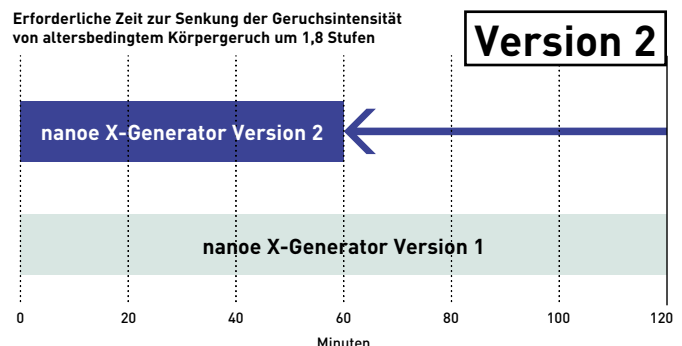 Erforderliche Zeit zur Senkung der Geruchsintensität
von altersbedingtem Körpergeruch um 1,8 Stufen
Version 2
nanoe X-Generator Version 2
nanoe X-Generator Version 1
0 20 40 60 80 100 120
Minuten